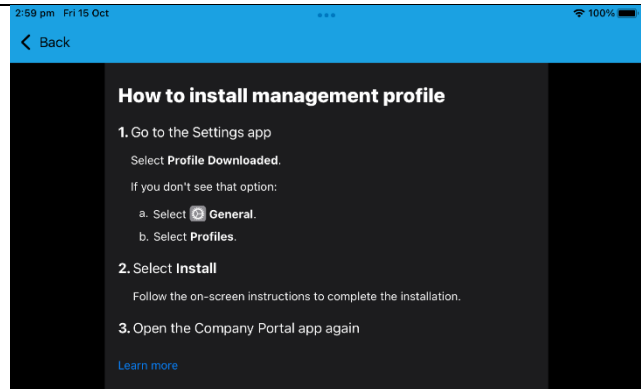 2:59 pm Fri 15 Oct
100%
Back
How to install management profile
1. Go to the Settings app
Select Profile Downloaded.
If you don't see that option:
a. Select General.
b. Select Profiles.
2. Select Install
Follow the on-screen instructions to complete the installation.
3. Open the Company Portal app again
Learn more